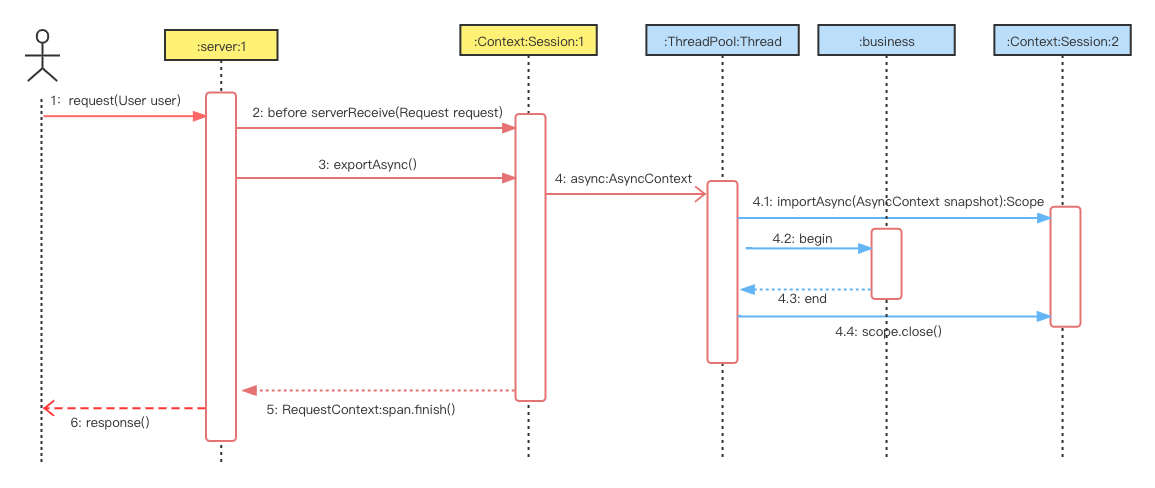 :server:1
:Context:Session:1
:ThreadPool:Thread
:business
:Context:Session:2
1:  request(User user)
2: before serverReceive(Request request)
3: exportAsync()
4: async:AsyncContext
4.1: importAsync(AsyncContext snapshot):Scope
4.2: begin
4.3: end
4.4: scope.close()
5: RequestContext:span.finish()
6: response()